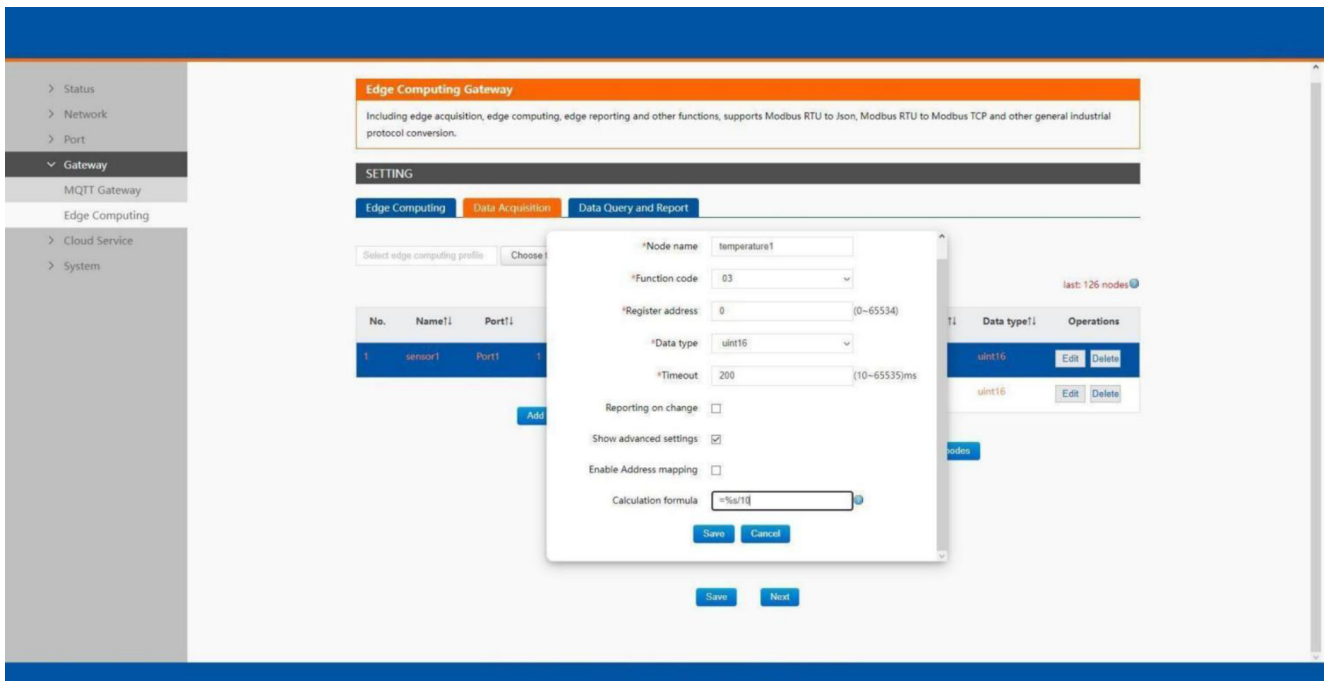 Status
Network
Port
Gateway
MQTT Gateway
Edge Computing
Cloud Service
System
Edge Computing Gateway
Including edge acquisition, edge computing, edge reporting and other functions, supports Modbus RTU to Json, Modbus RTU to Modbus TCP and other general industrial
protocol conversion.
SETTING
Edge Computing Data Acquisition Data Query and Report
Select edge computing profile Choose
last: 126 nodes
No. Name↑↓ Port↑↓ ↑↓ Data type↑↓ Operations
1 sensor1 Port1 1 uint16 Edit Delete
uint16 Edit Delete
Add
nodes
*Node name temperature1
*Function code 03
*Register address 0 (0~65534)
*Data type uint16
*Timeout 200 (10~65535)ms
Reporting on change
Show advanced settings
Enable Address mapping
Calculation formula =%s/10
Save Cancel
Save Next